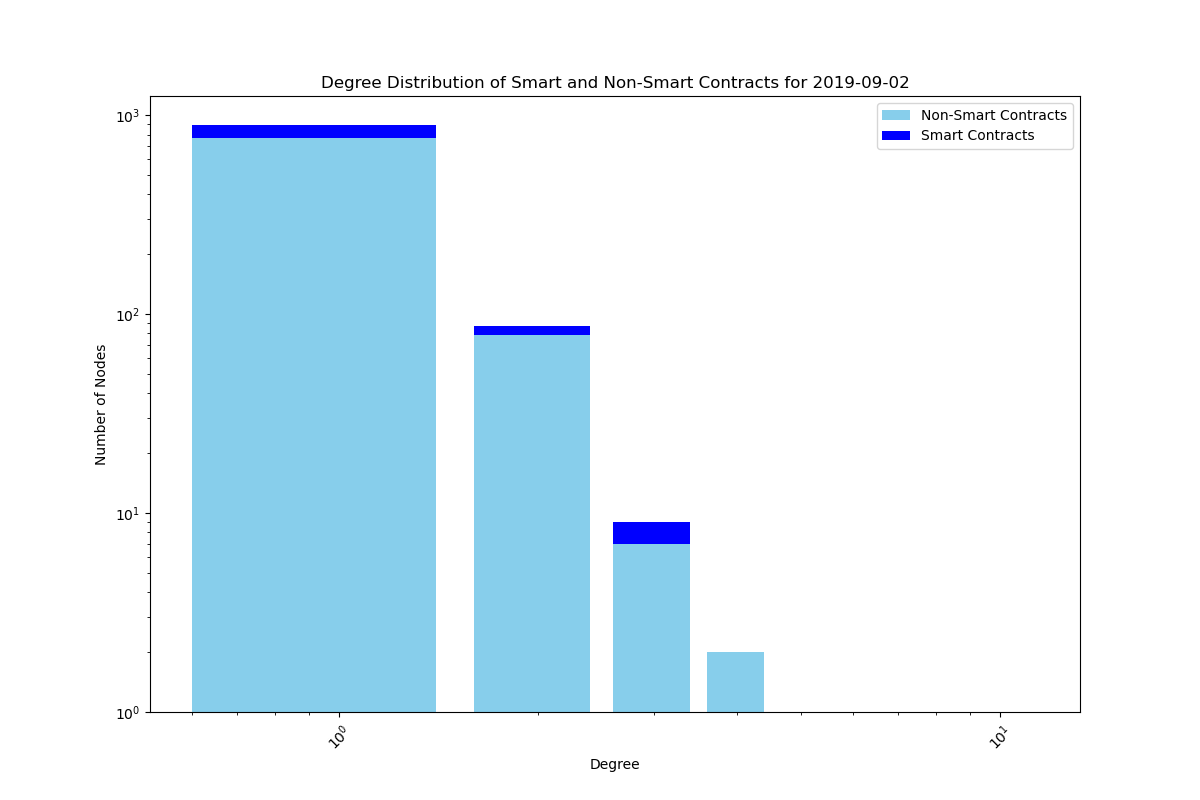 Degree Distribution of Smart and Non-Smart Contracts for 2019-09-02
Non-Smart Contracts
Smart Contracts
10³
10²
10¹
10⁰
Number of Nodes
10⁰
10¹
Degree